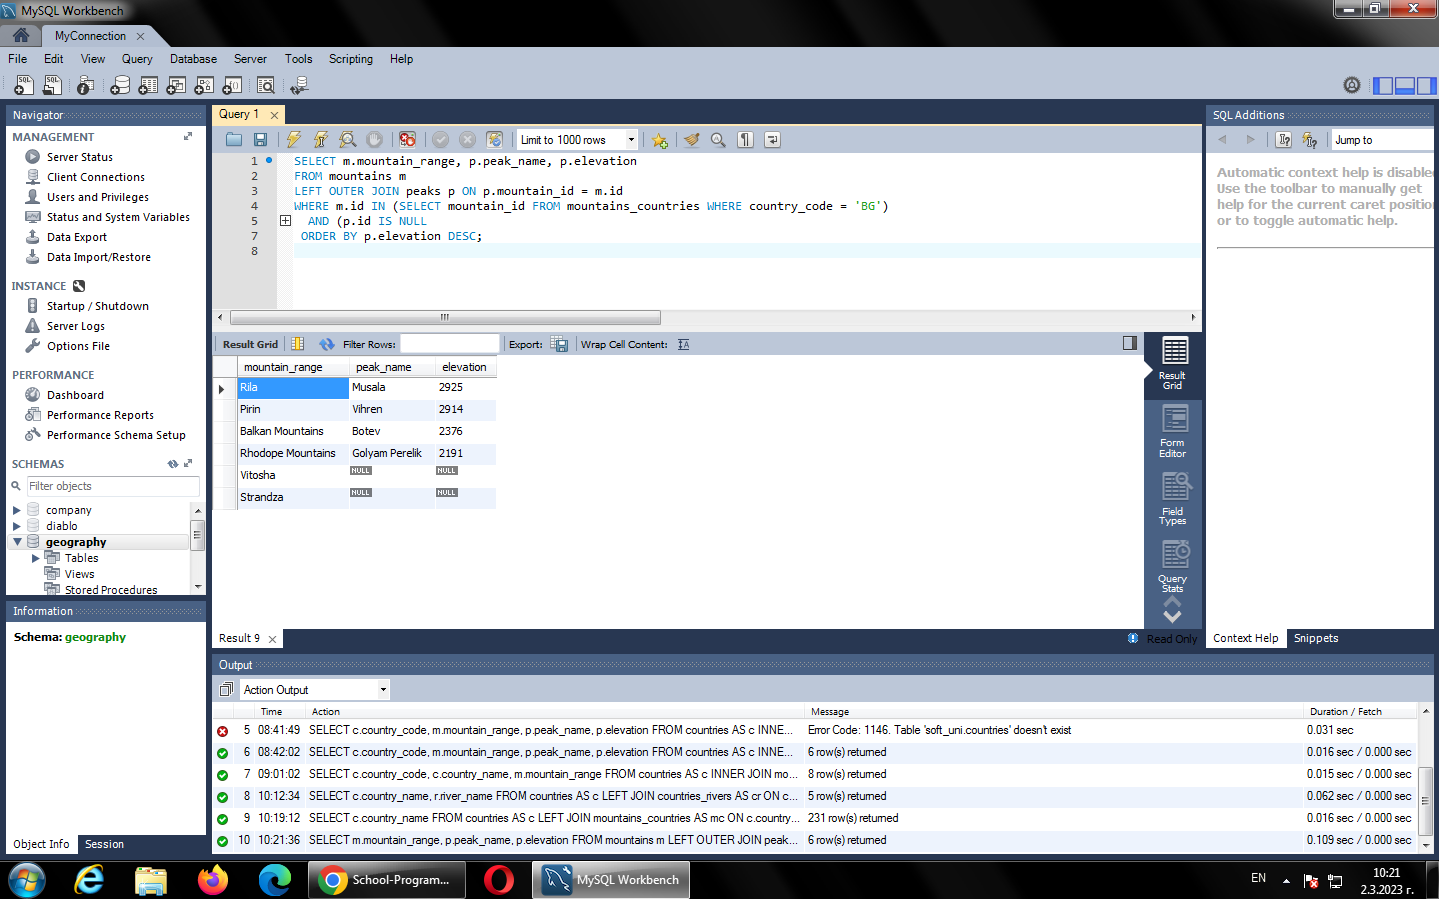 MySQL Workbench
MyConnection
File Edit View Query Database Server Tools Scripting Help
Navigator
MANAGEMENT
Server Status
Client Connections
Users and Privileges
Status and System Variables
Data Export
Data Import/Restore
INSTANCE
Startup / Shutdown
Server Logs
Options File
PERFORMANCE
Dashboard
Performance Reports
Performance Schema Setup
SCHEMAS
Filter objects
company
diablo
geography
Tables
Views
Stored Procedures
Information
Schema: geography
Object Info Session
Query 1
Limit to 1000 rows
1 SELECT m.mountain_range, p.peak_name, p.elevation
2 FROM mountains m
3 LEFT OUTER JOIN peaks p ON p.mountain_id = m.id
4 WHERE m.id IN (SELECT mountain_id FROM mountains_countries WHERE country_code = 'BG')
5 AND (p.id IS NULL
7 ORDER BY p.elevation DESC;
8
Result Grid Filter Rows: Export: Wrap Cell Content:
mountain_range peak_name elevation
Rila Musala 2925
Pirin Vihren 2914
Balkan Mountains Botev 2376
Rhodope Mountains Golyam Perelik 2191
Vitosha NULL NULL
Strandza NULL NULL
Result
Grid
Form
Editor
Field
Types
Query
Stats
Result 9
Read Only
SQL Additions
Jump to
Automatic context help is disable
Use the toolbar to manually get
help for the current caret positio
or to toggle automatic help.
Context Help Snippets
Output
Action Output
Time Action Message Duration / Fetch
5 08:41:49 SELECT c.country_code, m.mountain_range, p.peak_name, p.elevation FROM countries AS c INNE... Error Code: 1146. Table 'soft_uni.countries' doesn't exist 0.031 sec
6 08:42:02 SELECT c.country_code, m.mountain_range, p.peak_name, p.elevation FROM countries AS c INNE... 6 row(s) returned 0.016 sec / 0.000 sec
7 09:01:02 SELECT c.country_code, c.country_name, m.mountain_range FROM countries AS c INNER JOIN mo... 8 row(s) returned 0.015 sec / 0.000 sec
8 10:12:34 SELECT c.country_name, r.river_name FROM countries AS c LEFT JOIN countries_rivers AS cr ON c... 5 row(s) returned 0.062 sec / 0.000 sec
9 10:19:12 SELECT c.country_name FROM countries AS c LEFT JOIN mountains_countries AS mc ON c.country... 231 row(s) returned 0.016 sec / 0.000 sec
10 10:21:36 SELECT m.mountain_range, p.peak_name, p.elevation FROM mountains m LEFT OUTER JOIN peak... 6 row(s) returned 0.109 sec / 0.000 sec
School-Program...
MySQL Workbench
EN
10:21
2.3.2023 г.